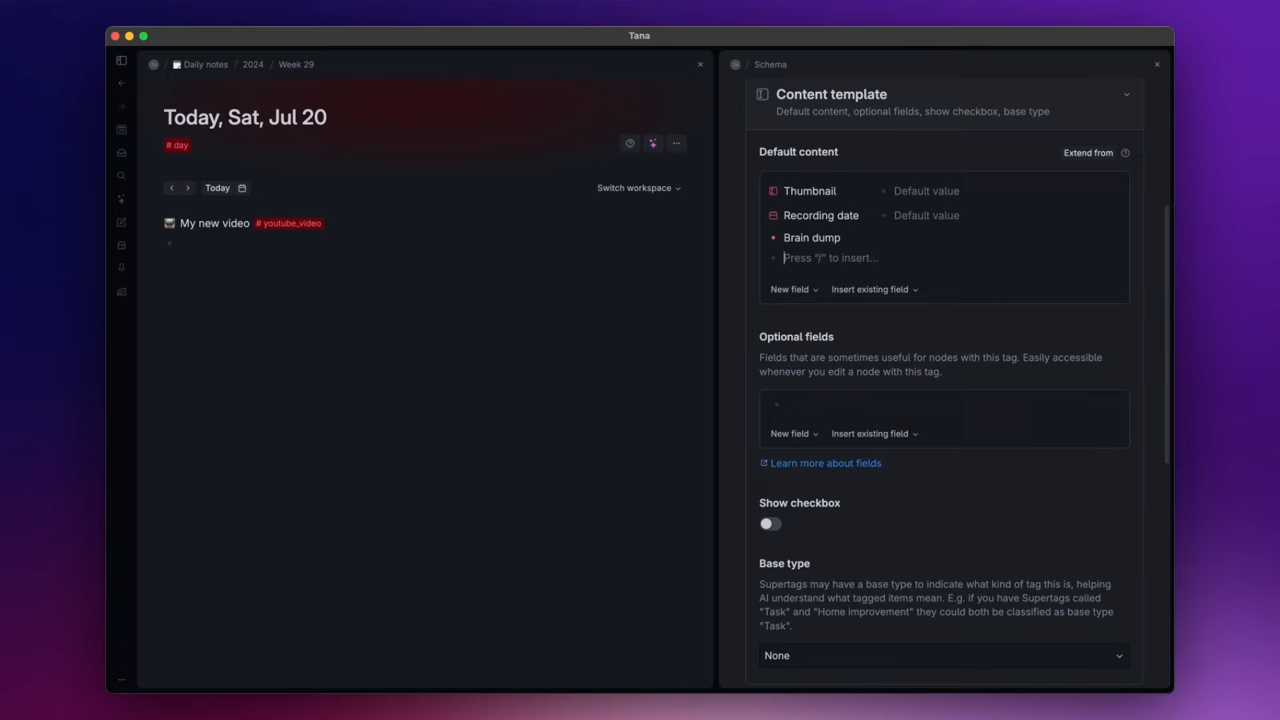 Tana
Daily notes / 2024 / Week 29
Today, Sat, Jul 20
# day
Today
Switch workspace
My new video # youtube_video
/ Schema
Content template
Default content, optional fields, show checkbox, base type
Default content
Extend from
Thumbnail Default value
Recording date Default value
Brain dump
Press "/" to insert...
New field Insert existing field
Optional fields
Fields that are sometimes useful for nodes with this tag. Easily accessible
whenever you edit a node with this tag.
New field Insert existing field
Learn more about fields
Show checkbox
Base type
Supertags may have a base type to indicate what kind of tag this is, helping
AI understand what tagged items mean. E.g. if you have Supertags called
"Task" and "Home improvement" they could both be classified as base type
"Task".
None